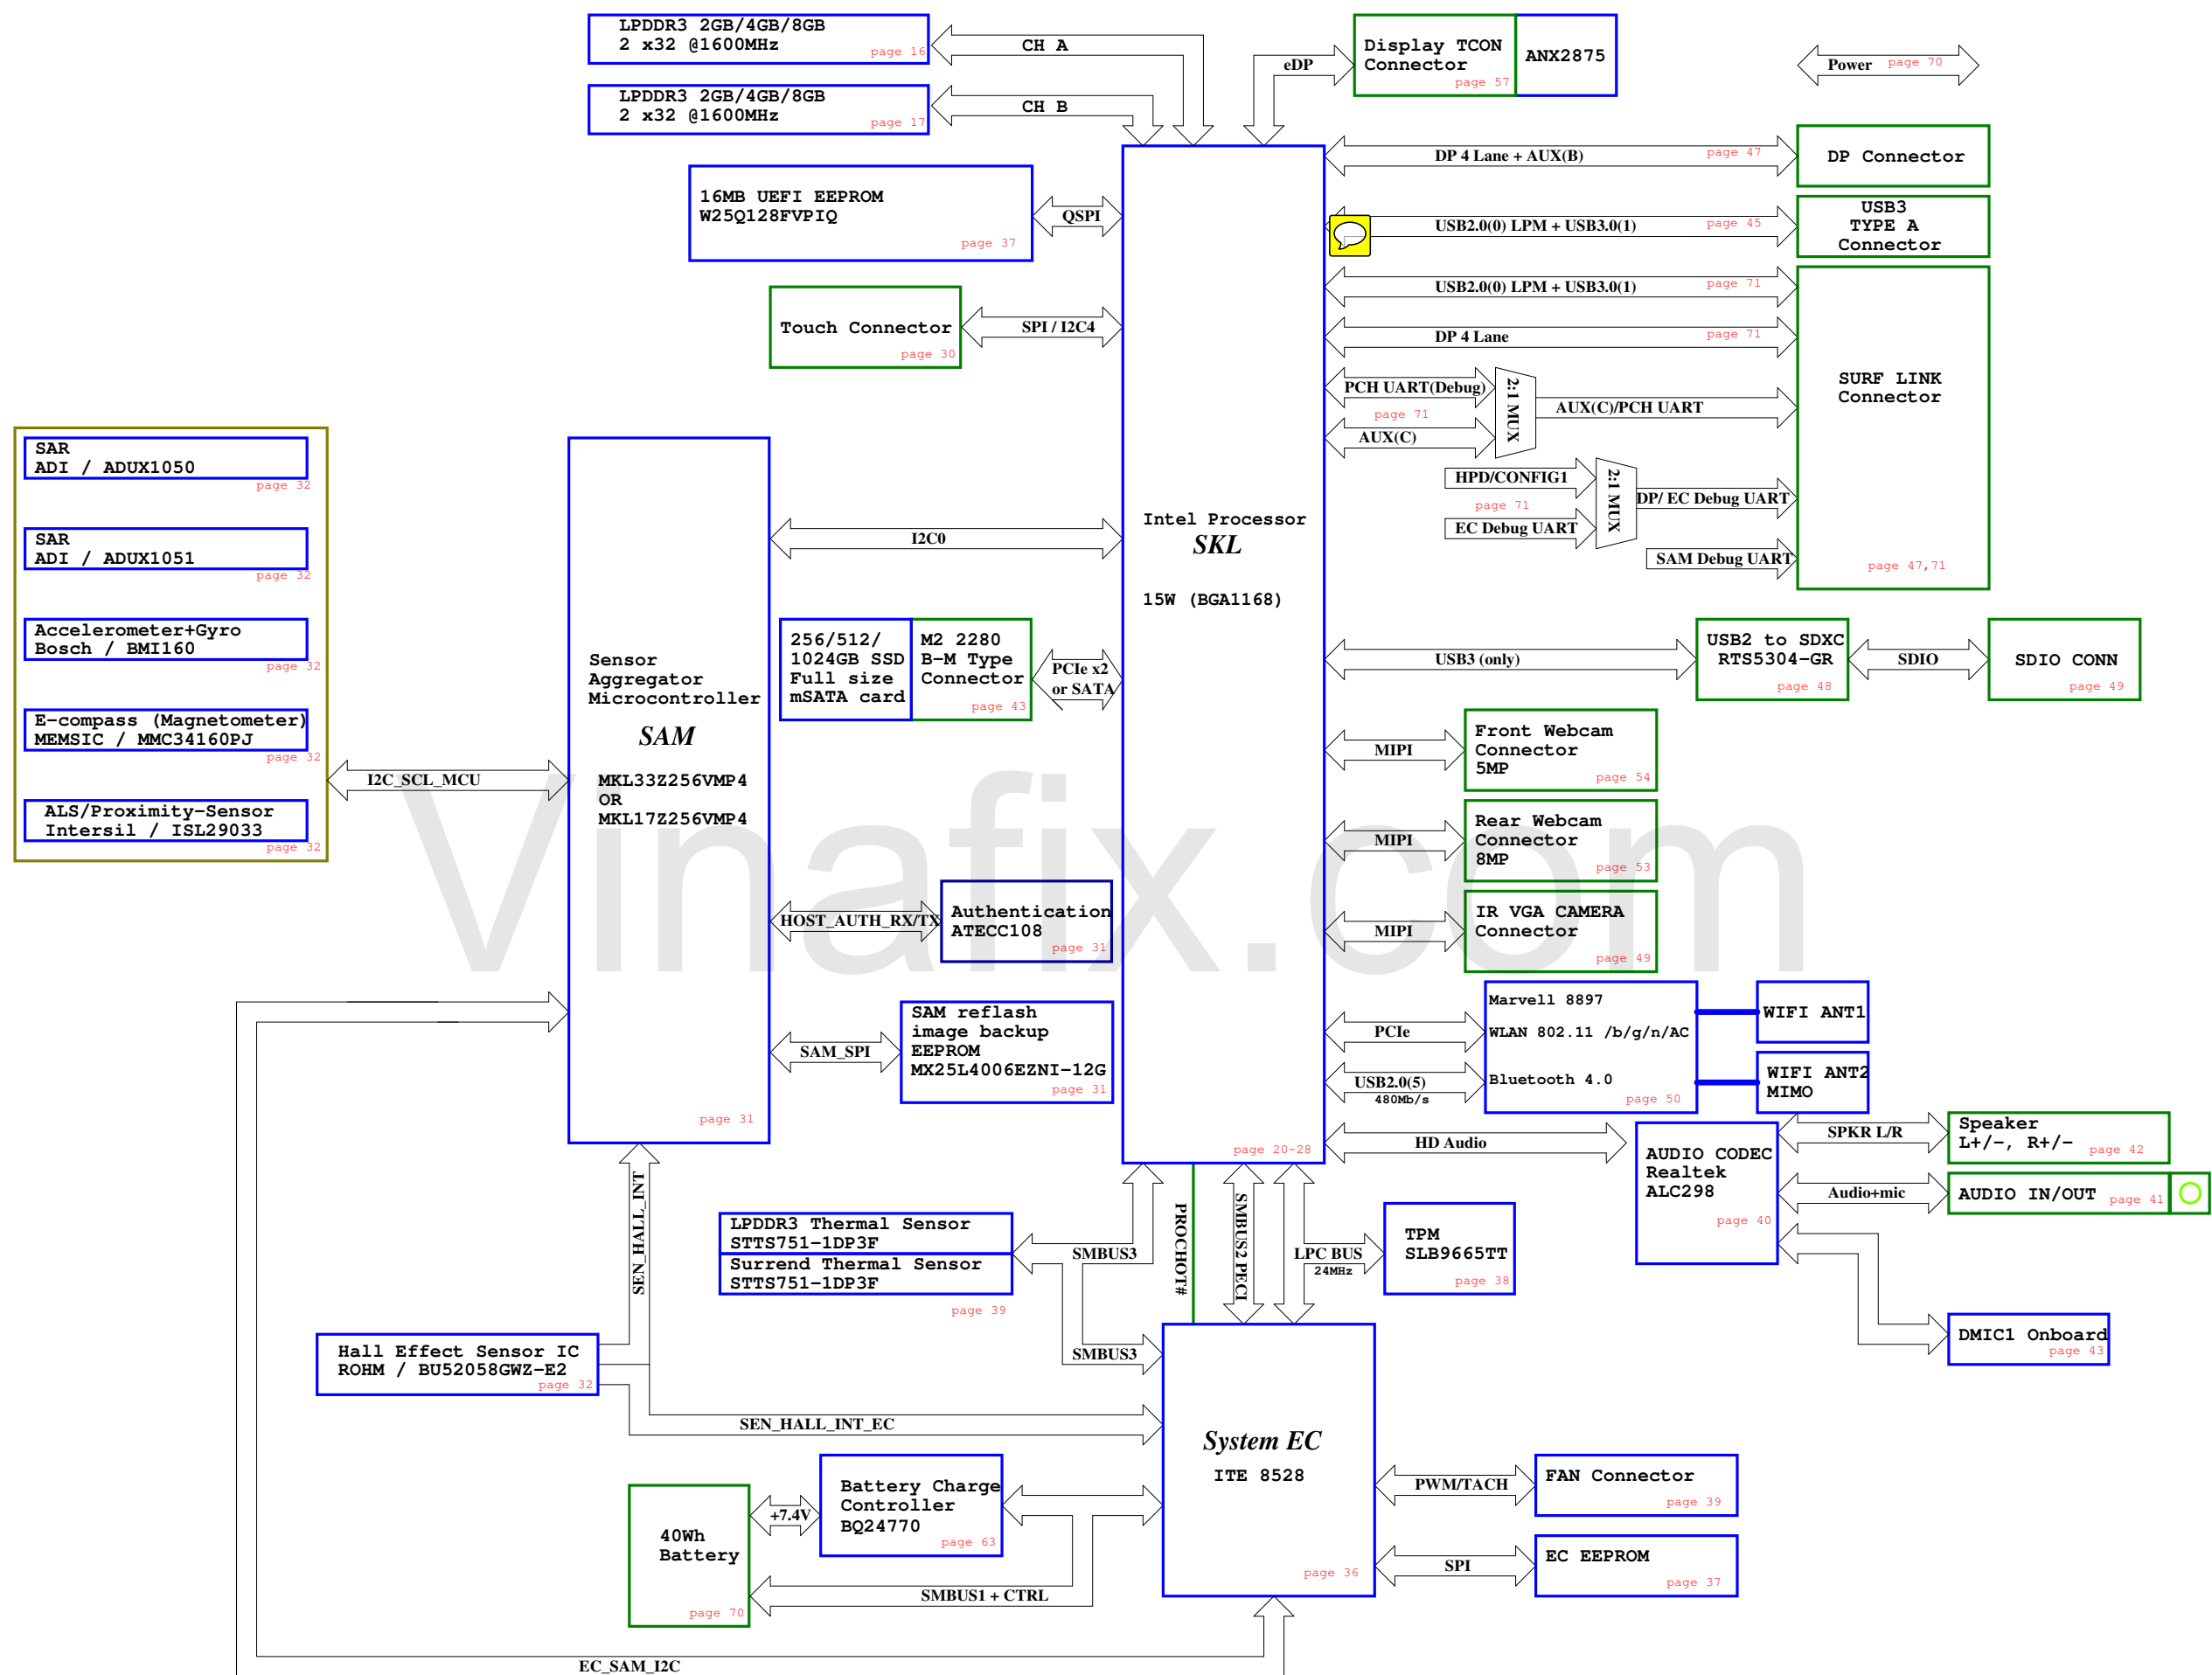 LPDDR3 2GB/4GB/8GB
2 x32 @1600MHz
page 16
CH A
LPDDR3 2GB/4GB/8GB
2 x32 @1600MHz
page 17
CH B
eDP
Display TCON
Connector
page 57
ANX2875
Power
page 70
16MB UEFI EEPROM
W25Q128FVPIQ
page 37
QSPI
Touch Connector
page 30
SPI / I2C4
DP 4 Lane + AUX(B)
page 47
DP Connector
USB2.0(0) LPM + USB3.0(1)
page 45
USB3
TYPE A
Connector
USB2.0(0) LPM + USB3.0(1)
page 71
DP 4 Lane
page 71
PCH UART(Debug)
page 71
AUX(C)
2:1 MUX
AUX(C)/PCH UART
HPD/CONFIG1
page 71
EC Debug UART
2:1 MUX
DP/ EC Debug UART
SAM Debug UART
SURF LINK
Connector
page 47,71
SAR
ADI / ADUX1050
page 32
SAR
ADI / ADUX1051
page 32
Accelerometer+Gyro
Bosch / BMI160
page 32
E-compass (Magnetometer)
MEMSIC / MMC34160PJ
page 32
ALS/Proximity-Sensor
Intersil / ISL29033
page 32
I2C_SCL_MCU
Sensor
Aggregator
Microcontroller
SAM
MKL33Z256VMP4
OR
MKL17Z256VMP4
page 31
I2C0
Intel Processor
SKL
15W (BGA1168)
page 20~28
256/512/
1024GB SSD
Full size
mSATA card
M2 2280
B-M Type
Connector
page 43
PCIe x2
or SATA
USB3 (only)
USB2 to SDXC
RTS5304-GR
page 48
SDIO
SDIO CONN
page 49
MIPI
Front Webcam
Connector
5MP
page 54
MIPI
Rear Webcam
Connector
8MP
page 53
MIPI
IR VGA CAMERA
Connector
page 49
Vinafix.com
HOST_AUTH_RX/TX
Authentication
ATECC108
page 31
SAM_SPI
SAM reflash
image backup
EEPROM
MX25L4006EZNI-12G
page 31
PCIe
USB2.0(5)
480Mb/s
Marvell 8897
WLAN 802.11 /b/g/n/AC
Bluetooth 4.0
page 50
WIFI ANT1
WIFI ANT2
MIMO
HD Audio
AUDIO CODEC
Realtek
ALC298
page 40
SPKR L/R
Speaker
L+/-, R+/-
page 42
Audio+mic
AUDIO IN/OUT
page 41
DMIC1 Onboard
page 43
SEN_HALL_INT
LPDDR3 Thermal Sensor
STTS751-1DP3F
Surrend Thermal Sensor
STTS751-1DP3F
page 39
SMBUS3
SMBUS3
PROCHOT#
SMBUS2 PECI
LPC BUS
24MHz
TPM
SLB9665TT
page 38
Hall Effect Sensor IC
ROHM / BU52058GWZ-E2
page 32
SEN_HALL_INT_EC
System EC
ITE 8528
page 36
Battery Charge
Controller
BQ24770
page 63
+7.4V
40Wh
Battery
page 70
SMBUS1 + CTRL
PWM/TACH
FAN Connector
page 39
SPI
EC EEPROM
page 37
EC_SAM_I2C